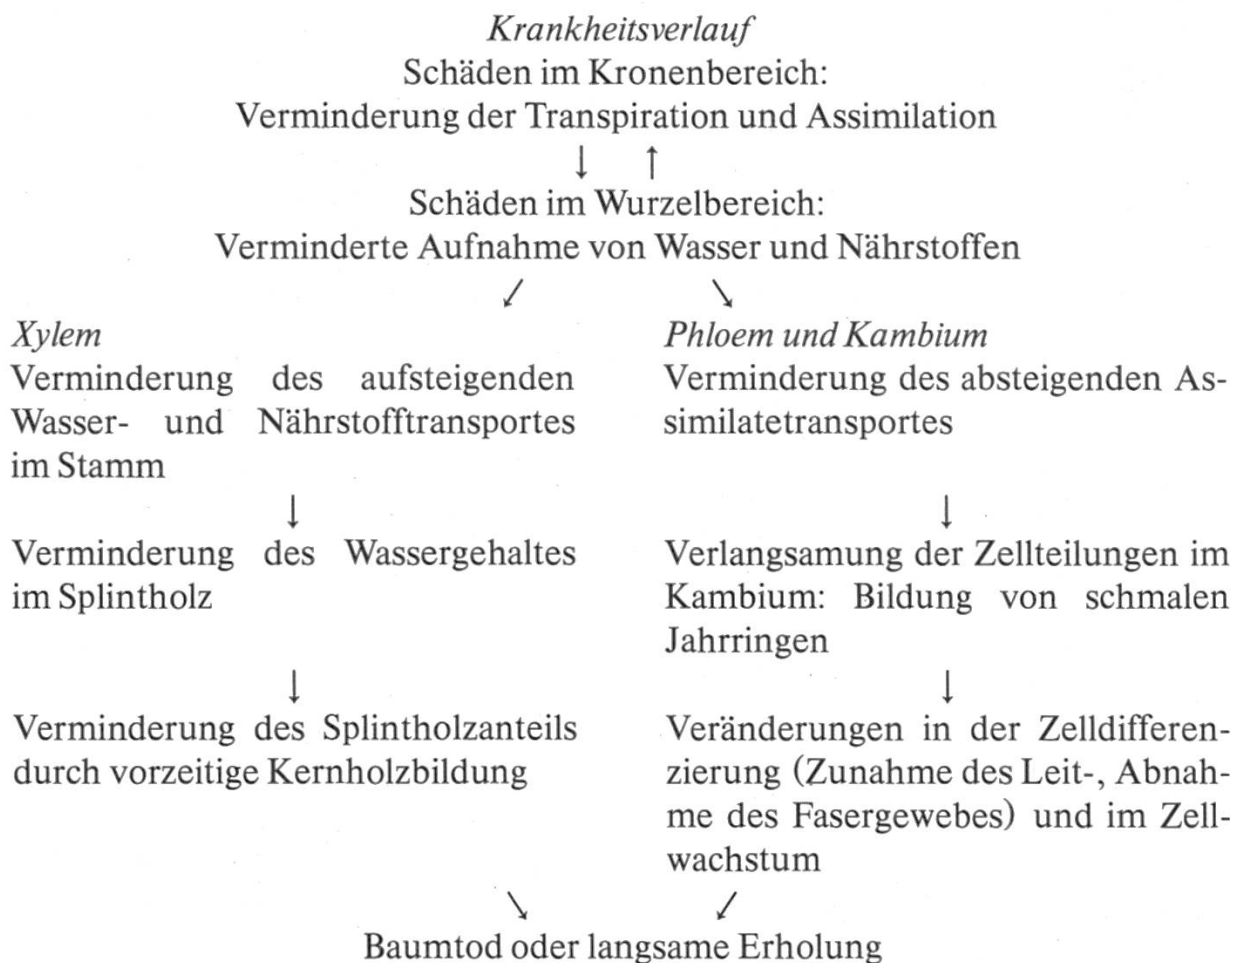 Krankheitsverlauf
Schäden im Kronenbereich:
Verminderung der Transpiration und Assimilation
↓ ↑
Schäden im Wurzelbereich:
Verminderte Aufnahme von Wasser und Nährstoffen
↙ ↘
Xylem
Verminderung des aufsteigenden
Wasser- und Nährstofftransportes
im Stamm
↓
Verminderung des Wassergehaltes
im Splintholz
↓
Verminderung des Splintholzanteils
durch vorzeitige Kernholzbildung
Phloem und Kambium
Verminderung des absteigenden As-
similatetransportes
↓
Verlangsamung der Zellteilungen im
Kambium: Bildung von schmalen
Jahrringen
↓
Veränderungen in der Zelldifferen-
zierung (Zunahme des Leit-, Abnah-
me des Fasergewebes) und im Zell-
wachstum
↘ ↙
Baumtod oder langsame Erholung